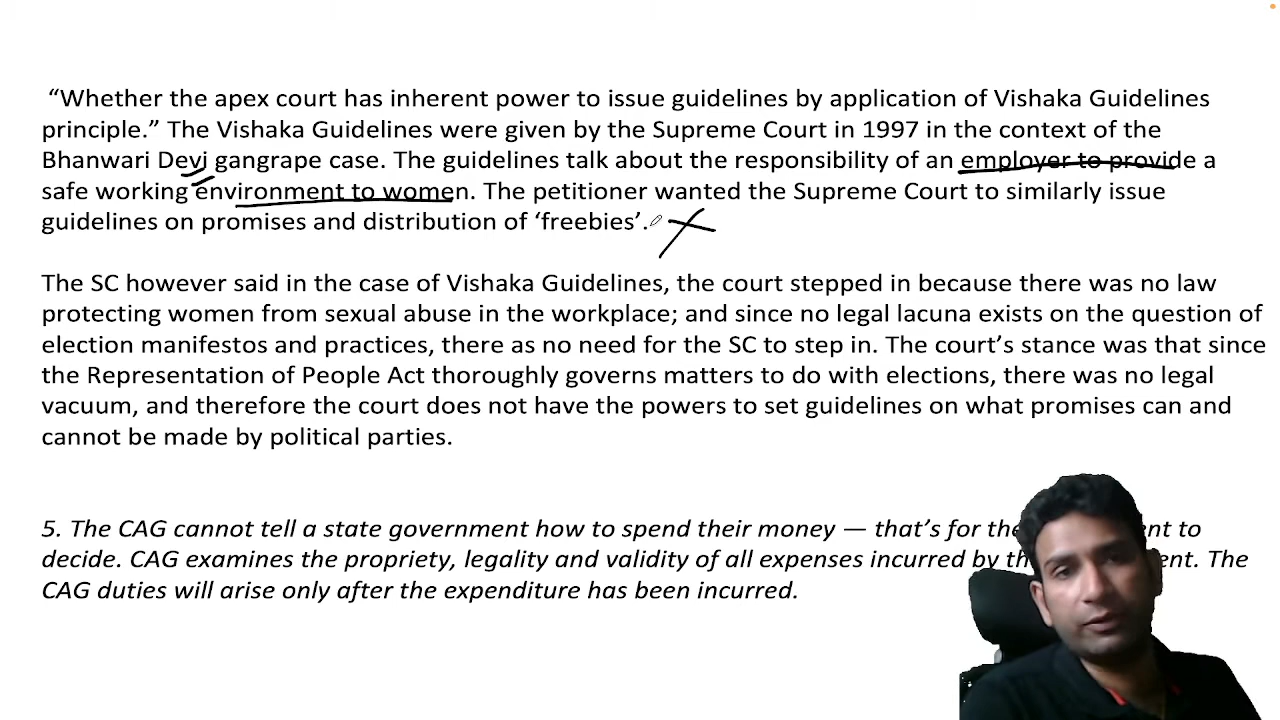 “Whether the apex court has inherent power to issue guidelines by application of Vishaka Guidelines
principle.” The Vishaka Guidelines were given by the Supreme Court in 1997 in the context of the
Bhanwari Devi gangrape case. The guidelines talk about the responsibility of an employer to provide a
safe working environment to women. The petitioner wanted the Supreme Court to similarly issue
guidelines on promises and distribution of ‘freebies’.
The SC however said in the case of Vishaka Guidelines, the court stepped in because there was no law
protecting women from sexual abuse in the workplace; and since no legal lacuna exists on the question of
election manifestos and practices, there as no need for the SC to step in. The court’s stance was that since
the Representation of People Act thoroughly governs matters to do with elections, there was no legal
vacuum, and therefore the court does not have the powers to set guidelines on what promises can and
cannot be made by political parties.
5. The CAG cannot tell a state government how to spend their money — that’s for to
decide. CAG examines the propriety, legality and validity of all expenses incurred by The
CAG duties will arise only after the expenditure has been incurred.